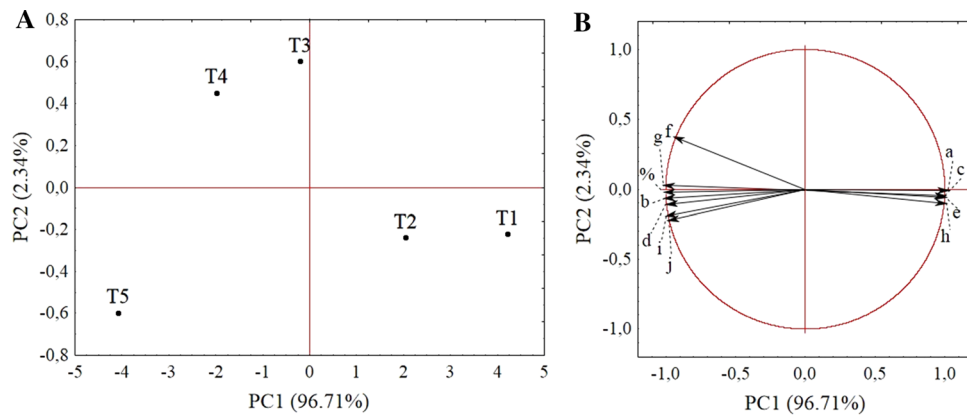 A
B
0,8
0,6
0,4
0,2
0,0
-0,2
-0,4
-0,6
-0,8
T3
T4
T2
T1
T5
-5
-4
-3
-2
-1
0
1
2
3
4
5
PC2 (2.34%)
PC1 (96.71%)
1,0
0,5
0,0
-0,5
-1,0
g
f
%
b
d
i
j
a
c
e
h
-1,0
-0,5
0,0
0,5
1,0
PC2 (2.34%)
PC1 (96.71%)